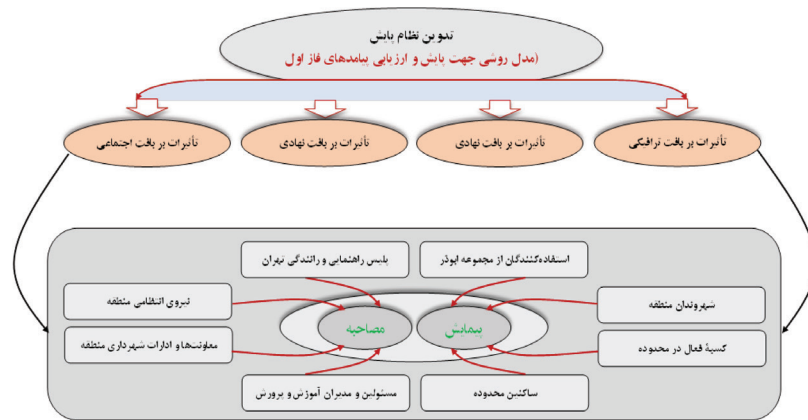 تدوین نظام پایش
(مدل روشی جهت پایش و ارزیابی پیامدهای فاز اول
تأثیرات بر بافت ترافیکی
تأثیرات بر بافت نهادی
تأثیرات بر بافت نهادی
تأثیرات بر بافت اجتماعی
استفاده‌کنندگان از مجموعه ابوذر
پلیس راهنمایی و رانندگی تهران
شهروندان منطقه
نیروی انتظامی منطقه
پیمایش
مصاحبه
کسبۀ فعال در محدوده
معاونت‌ها و ادارات شهرداری منطقه
ساکنین محدوده
مسئولین و مدیران آموزش و پرورش